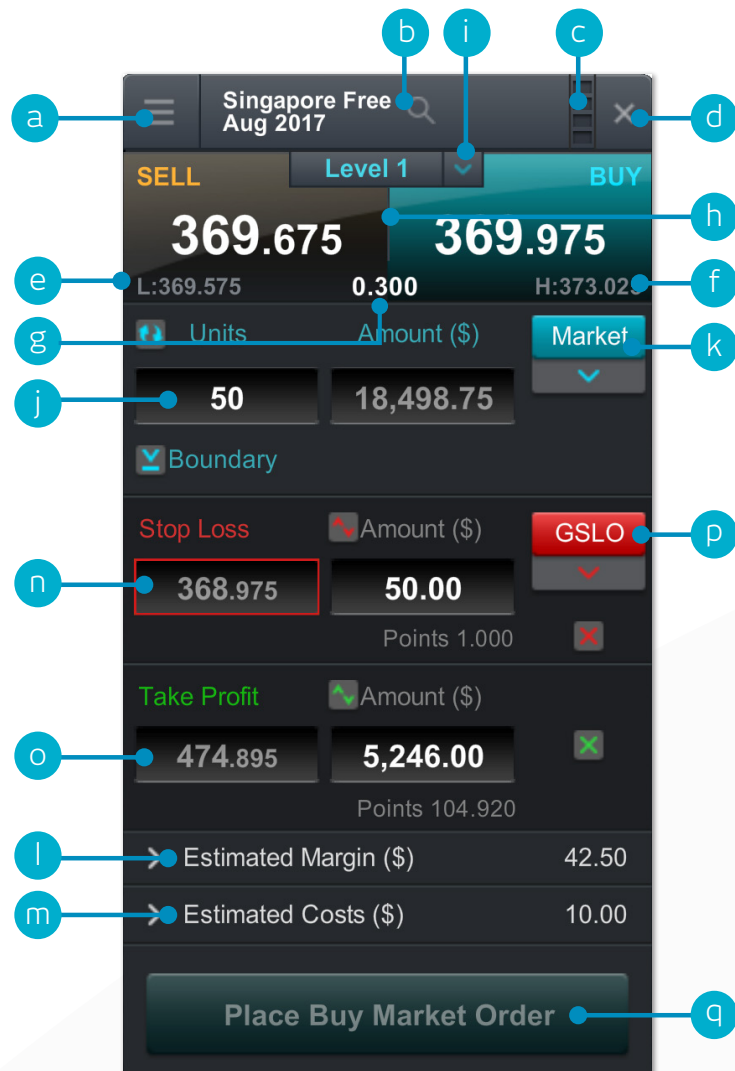 b i c
a Singapore Free d
Aug 2017
SELL Level 1 BUY
h
369.675 369.975
e L:369.575 0.300 H:373.025 f
g Units Amount ($) Market k
j 50 18,498.75
Boundary
Stop Loss Amount ($) GSLO p
n 368.975 50.00
Points 1.000
Take Profit Amount ($)
o 474.895 5,246.00
Points 104.920
l Estimated Margin ($) 42.50
m Estimated Costs ($) 10.00
Place Buy Market Order q